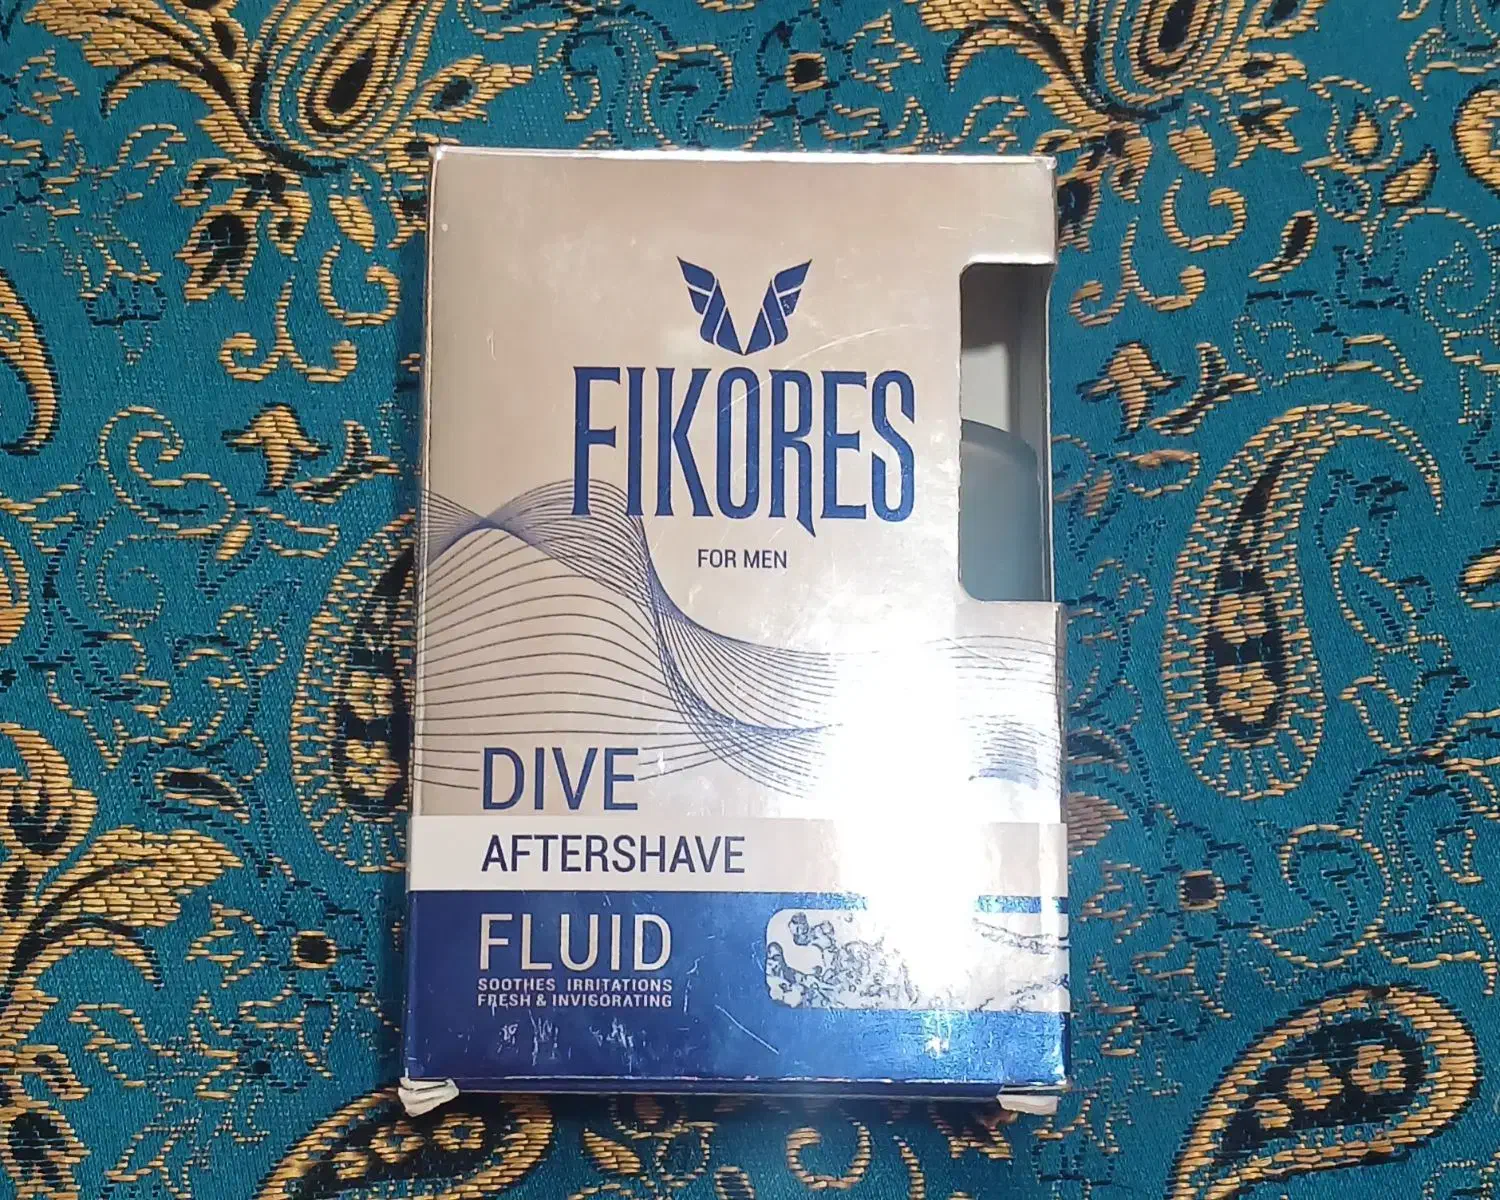 FIKORES
FOR MEN
DIVE
AFTERSHAVE
FLUID
SOOTHES IRRITATIONS
FRESH & INVIGORATING